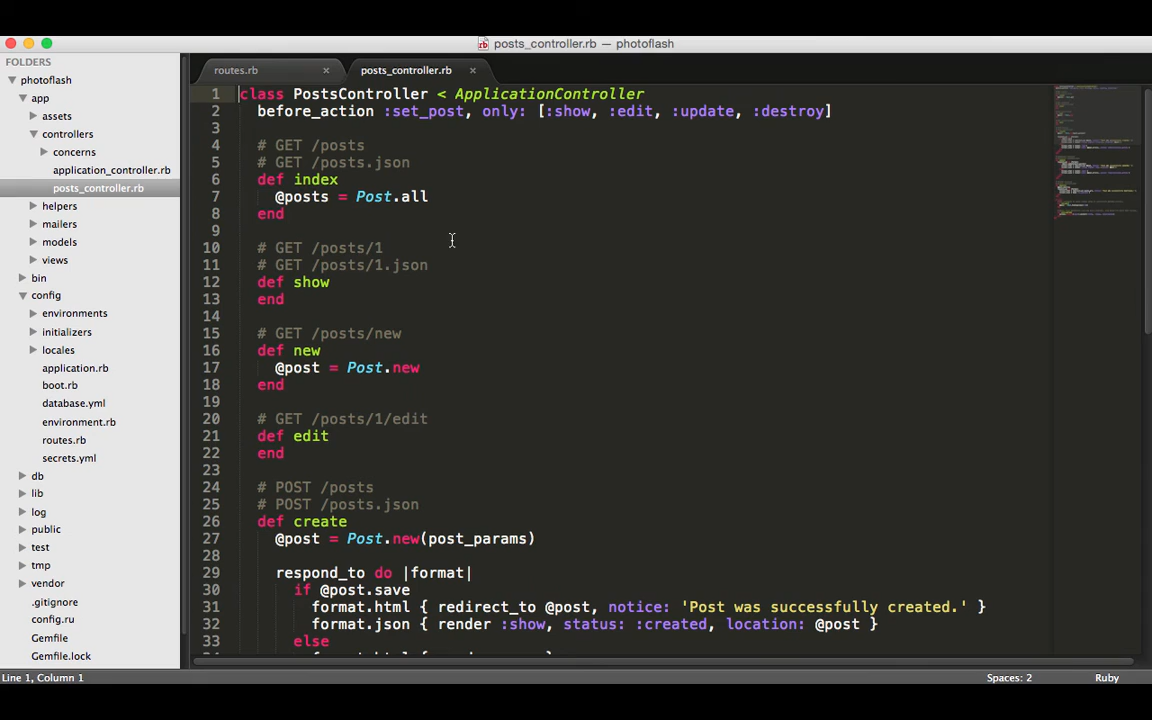 posts_controller.rb — photoflash
FOLDERS
photoflash
app
assets
controllers
concerns
application_controller.rb
posts_controller.rb
helpers
mailers
models
views
bin
config
environments
initializers
locales
application.rb
boot.rb
database.yml
environment.rb
routes.rb
secrets.yml
db
lib
log
public
test
tmp
vendor
.gitignore
config.ru
Gemfile
Gemfile.lock
routes.rb
posts_controller.rb
1 class PostsController < ApplicationController
2 before_action :set_post, only: [:show, :edit, :update, :destroy]
3
4 # GET /posts
5 # GET /posts.json
6 def index
7 @posts = Post.all
8 end
9
10 # GET /posts/1
11 # GET /posts/1.json
12 def show
13 end
14
15 # GET /posts/new
16 def new
17 @post = Post.new
18 end
19
20 # GET /posts/1/edit
21 def edit
22 end
23
24 # POST /posts
25 # POST /posts.json
26 def create
27 @post = Post.new(post_params)
28
29 respond_to do |format|
30 if @post.save
31 format.html { redirect_to @post, notice: 'Post was successfully created.' }
32 format.json { render :show, status: :created, location: @post }
33 else
Line 1, Column 1
Spaces: 2
Ruby